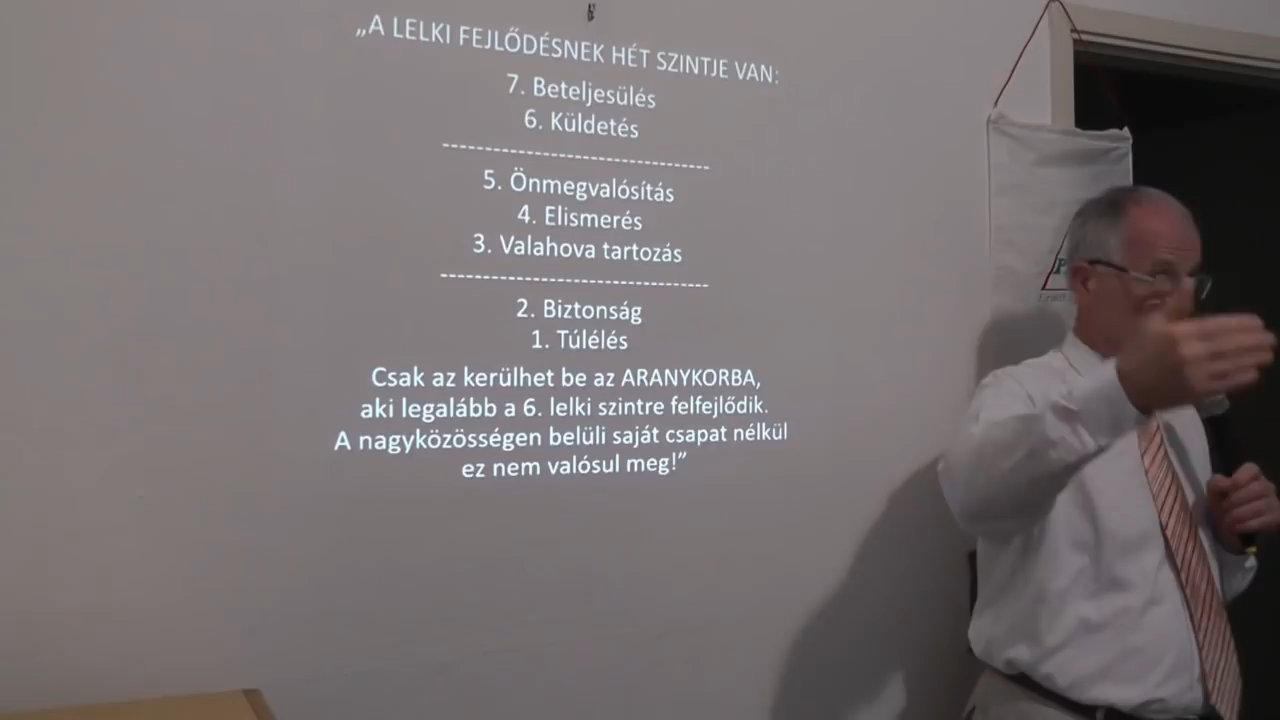 „A LELKI FEJLŐDÉSNEK HÉT SZINTJE VAN:
7. Beteljesülés
6. Küldetés
--------------------------------
5. Önmegvalósítás
4. Elismerés
3. Valahova tartozás
--------------------------------
2. Biztonság
1. Túlélés
Csak az kerülhet be az ARANYKORBA,
aki legalább a 6. lelki szintre felfejlődik.
A nagyközösségen belüli saját csapat nélkül
ez nem valósul meg!”